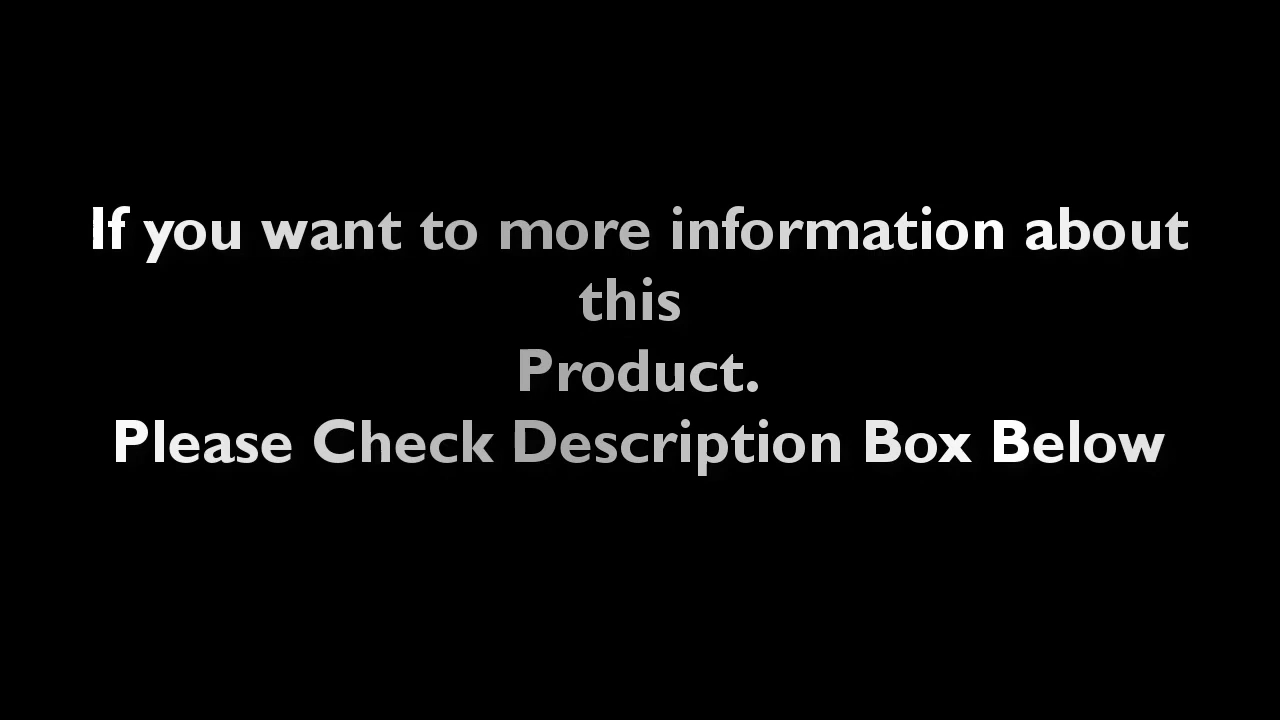 If you want to more information about
this
Product.
Please Check Description Box Below